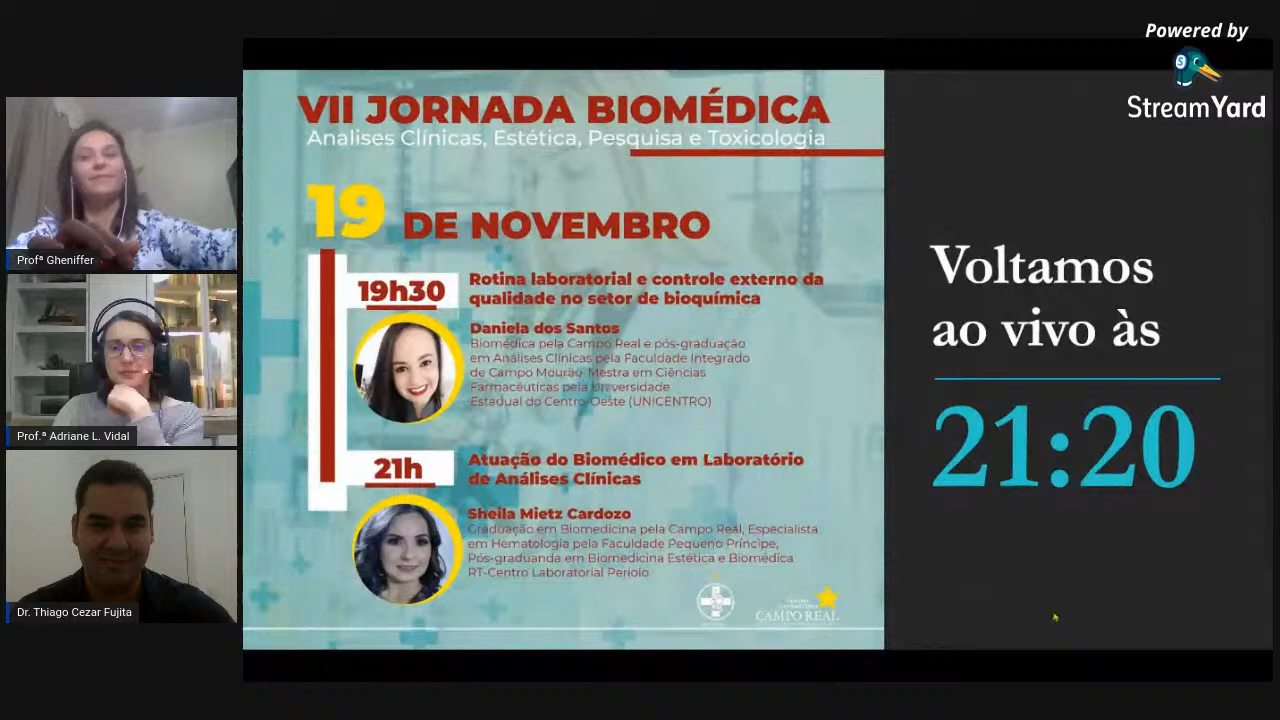 Powered by
StreamYard
VII JORNADA BIOMÉDICA
Analises Clínicas, Estética, Pesquisa e Toxicologia
19 DE NOVEMBRO
19h30
Rotina laboratorial e controle externo da
qualidade no setor de bioquímica
Daniela dos Santos
Biomédica pela Campo Real e pós-graduação
em Análises Clínicas pela Faculdade Integrado
de Campo Mourão. Mestra em Ciências
Farmacêuticas pela Universidade
Estadual do Centro-Oeste (UNICENTRO)
21h
Atuação do Biomédico em Laboratório
de Análises Clínicas
Sheila Mietz Cardozo
Graduação em Biomedicina pela Campo Real, Especialista
em Hematologia pela Faculdade Pequeno Príncipe,
Pós-graduanda em Biomedicina Estética e Biomédica
RT-Centro Laboratorial Periolo
CAMPO REAL
Voltamos
ao vivo às
21:20
Profª Gheniffer
Prof.ª Adriane L. Vidal
Dr. Thiago Cezar Fujita